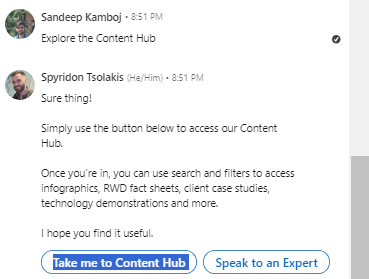 Sandeep Kamboj • 8:51 PM
Explore the Content Hub
Spyridon Tsolakis (He/Him) • 8:51 PM
Sure thing!
Simply use the button below to access our Content
Hub.
Once you're in, you can use search and filters to access
infographics, RWD fact sheets, client case studies,
technology demonstrations and more.
I hope you find it useful.
Take me to Content Hub
Speak to an Expert